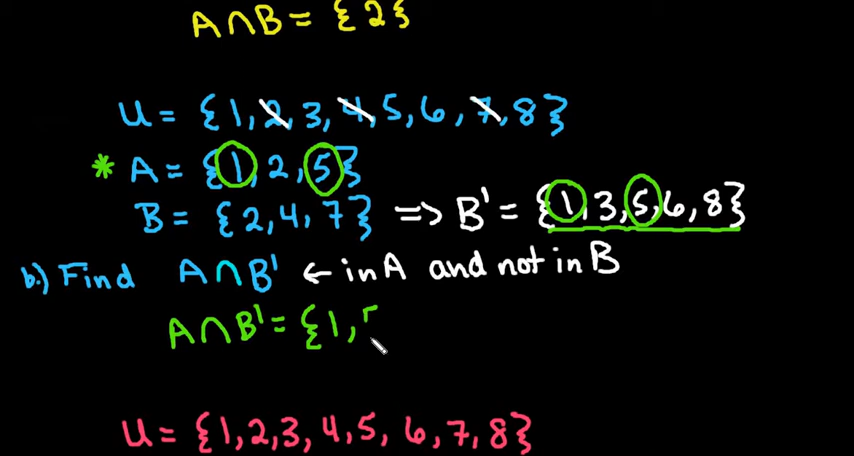 A∩B = {2}
U = {1, 2, 3, 4, 5, 6, 7, 8}
* A = {1, 2, 5}
B = {2, 4, 7} => B' = {1, 3, 5, 6, 8}
b.) Find A∩B' ← in A and not in B
A∩B' = {1,
U = {1, 2, 3, 4, 5, 6, 7, 8}